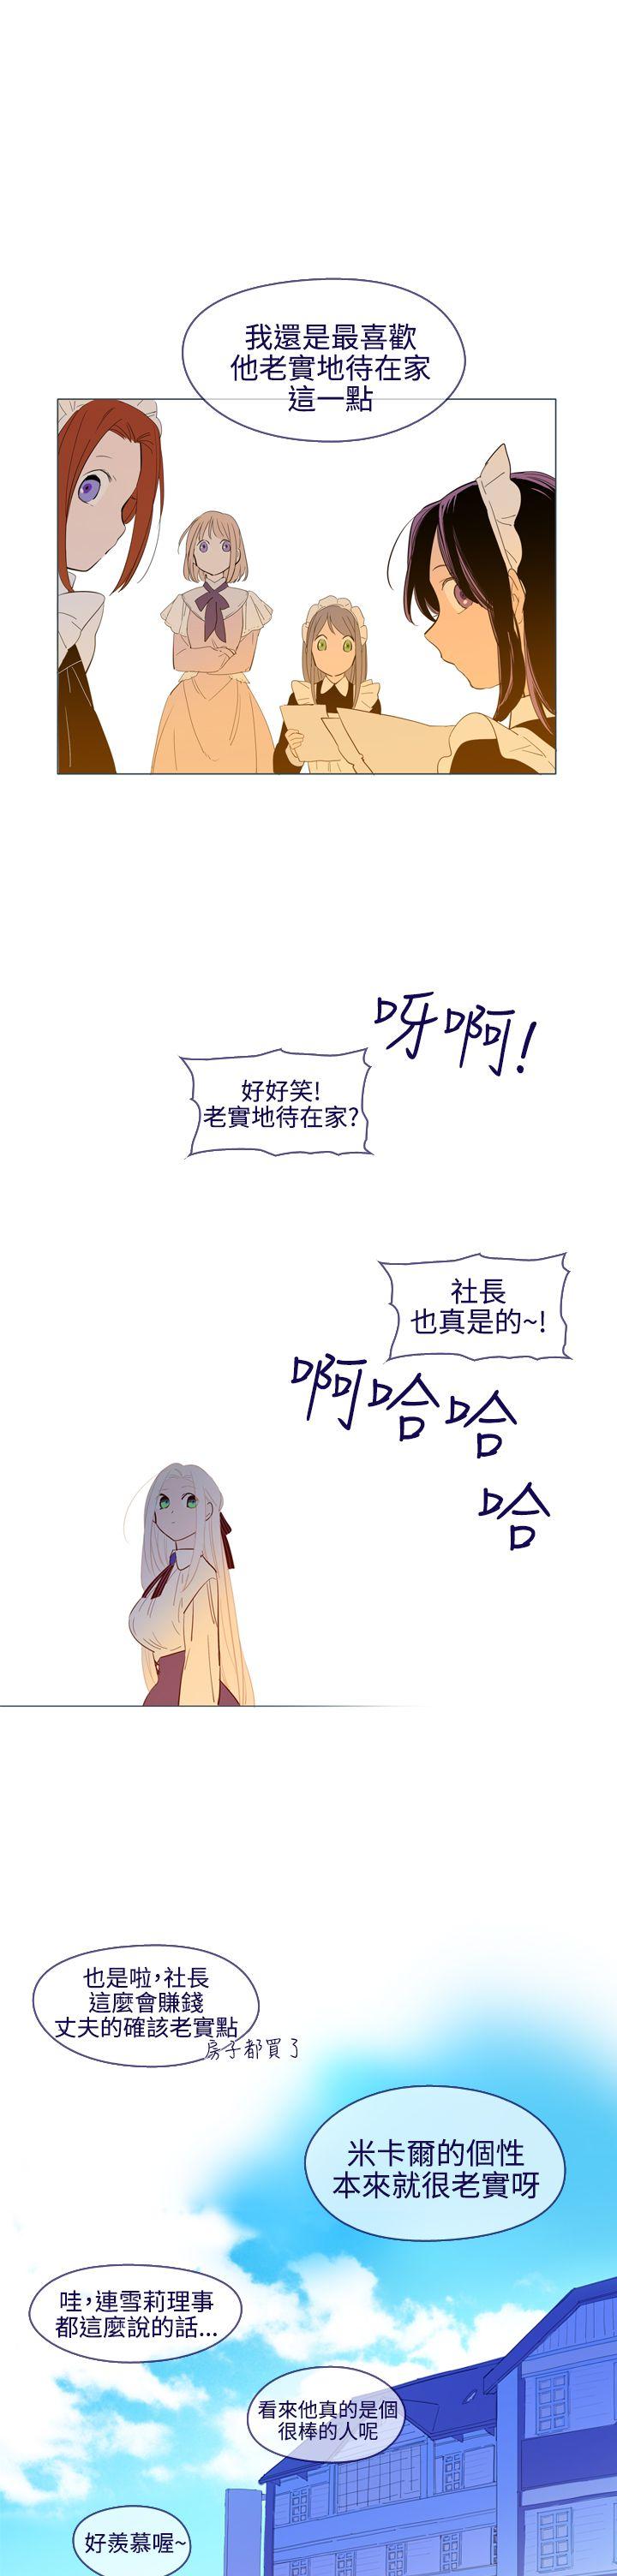 我還是最喜歡
他老實地待在家
這一點
呀啊!
好好笑!
老實地待在家?
社長
也真是的~!
啊哈哈
哈
也是啦,社長
這麼會賺錢
丈夫的確該老實點
房子都買了
米卡爾的個性
本來就很老實呀
哇,連雪莉理事
都這麼說的話...
看來他真的是個
很棒的人呢
好羨慕喔~